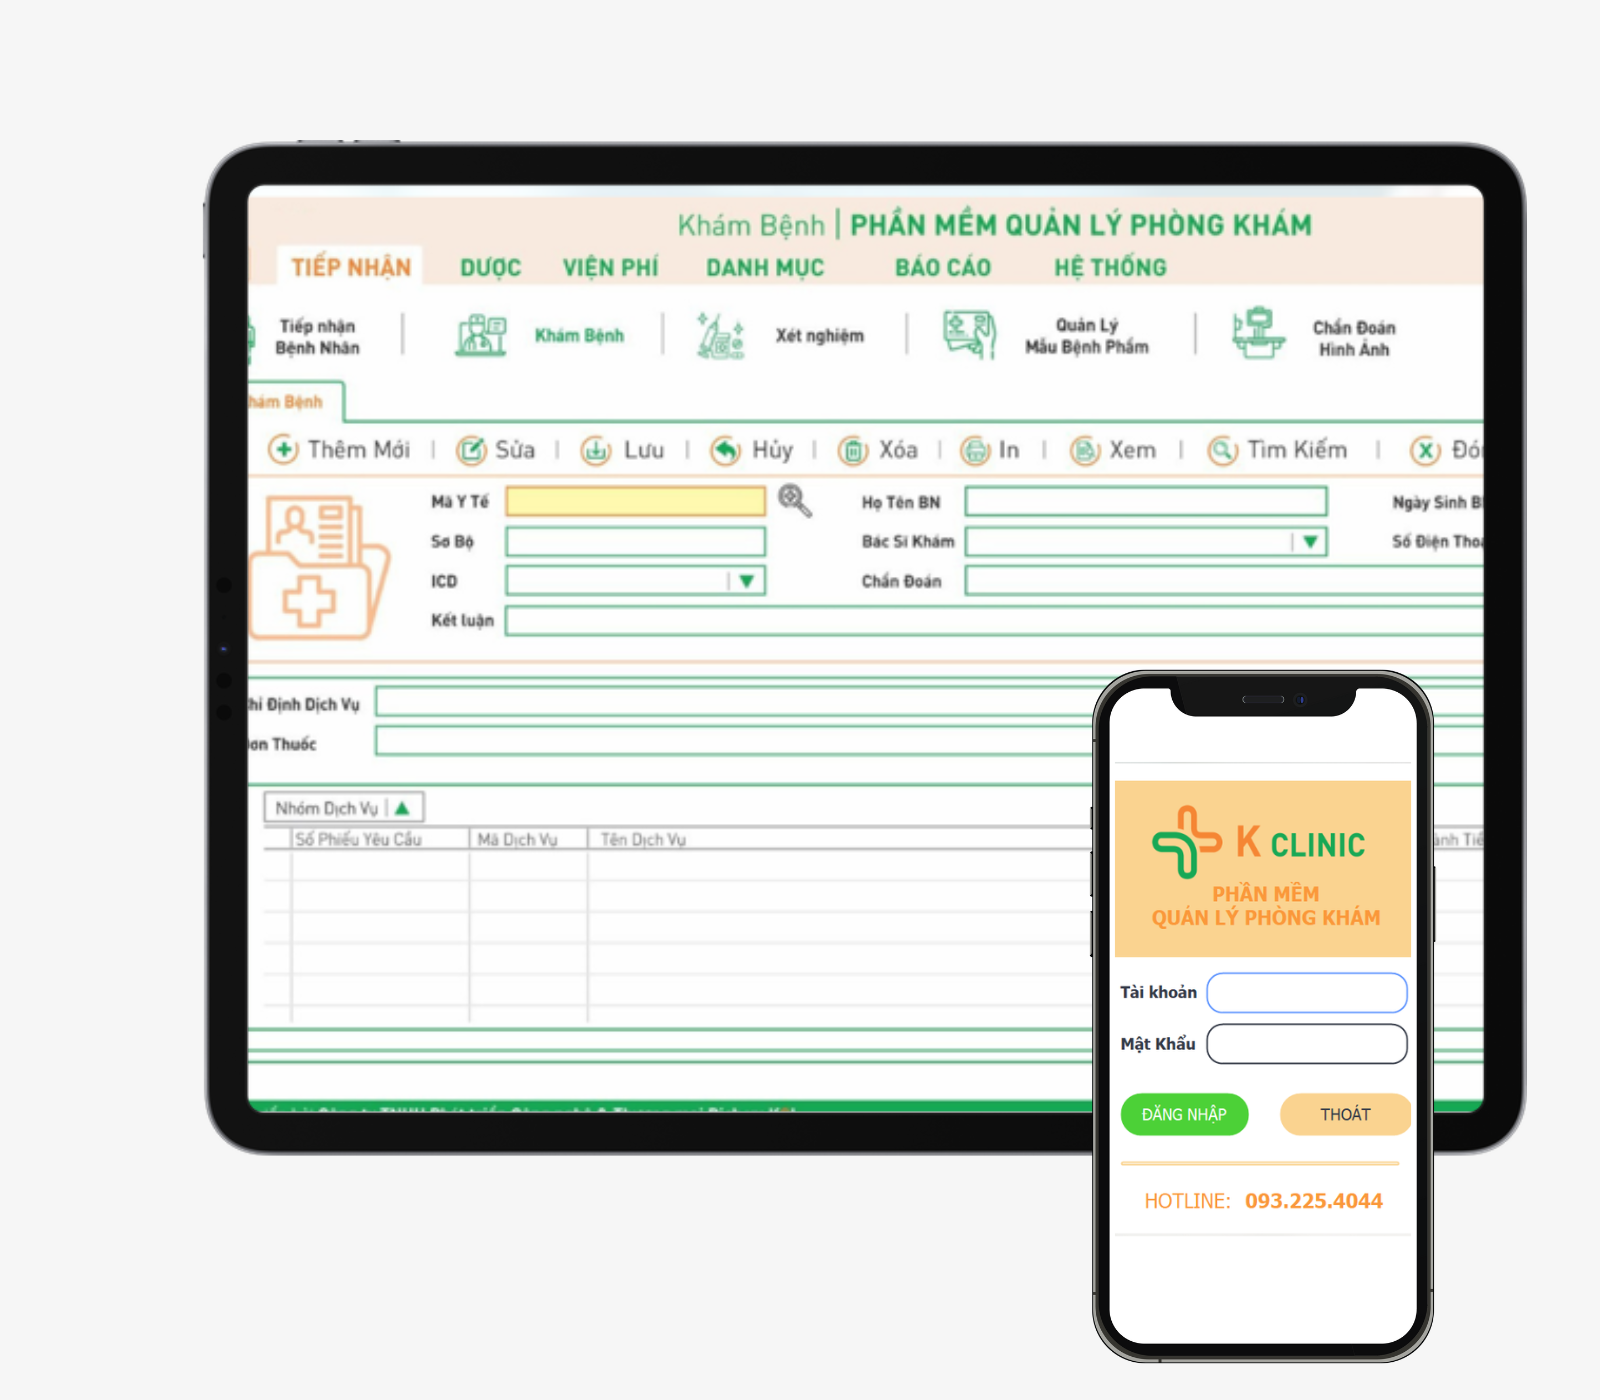 Khám Bệnh | PHẦN MỀM QUẢN LÝ PHÒNG KHÁM
TIẾP NHẬN DƯỢC VIỆN PHÍ DANH MỤC BÁO CÁO HỆ THỐNG
Tiếp nhận
Bệnh Nhân
Khám Bệnh
Xét nghiệm
Quản Lý
Mẫu Bệnh Phẩm
Chẩn Đoán
Hình Ảnh
hám Bệnh
Thêm Mới | Sửa | Lưu | Hủy | Xóa | In | Xem | Tìm Kiếm | Đón
Mã Y Tế Họ Tên BN Ngày Sinh B
Sơ Bộ Bác Sĩ Khám Số Điện Thoạ
ICD Chẩn Đoán
Kết luận
hỉ Định Dịch Vụ
ơn Thuốc
Nhóm Dịch Vụ
Số Phiếu Yêu Cầu Mã Dịch Vụ Tên Dịch Vụ ành Tiề
K CLINIC
PHẦN MỀM
QUẢN LÝ PHÒNG KHÁM
Tài khoản
Mật Khẩu
ĐĂNG NHẬP THOÁT
HOTLINE: 093.225.4044